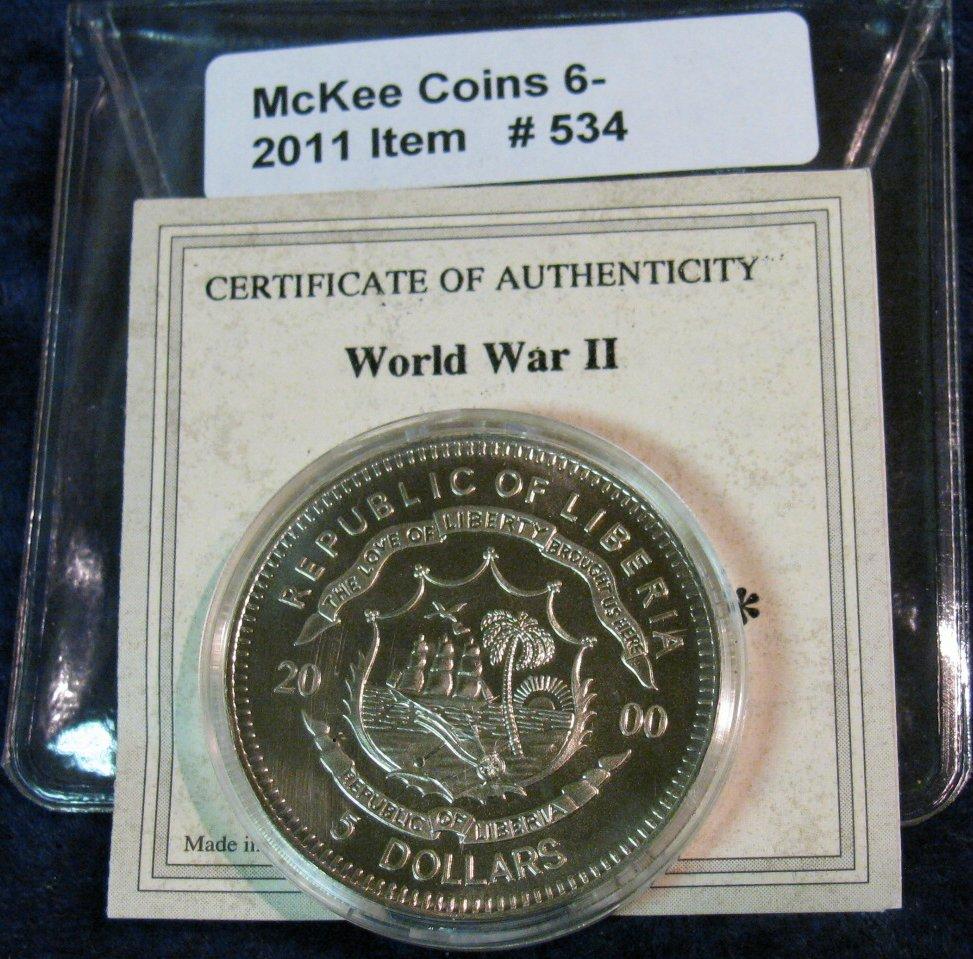 McKee Coins 6-
2011 Item # 534
CERTIFICATE OF AUTHENTICITY
World War II
REPUBLIC OF LIBERIA
THE LOVE OF LIBERTY BROUGHT US HERE
20 00
REPUBLIC OF LIBERIA
5 DOLLARS
*
Made in